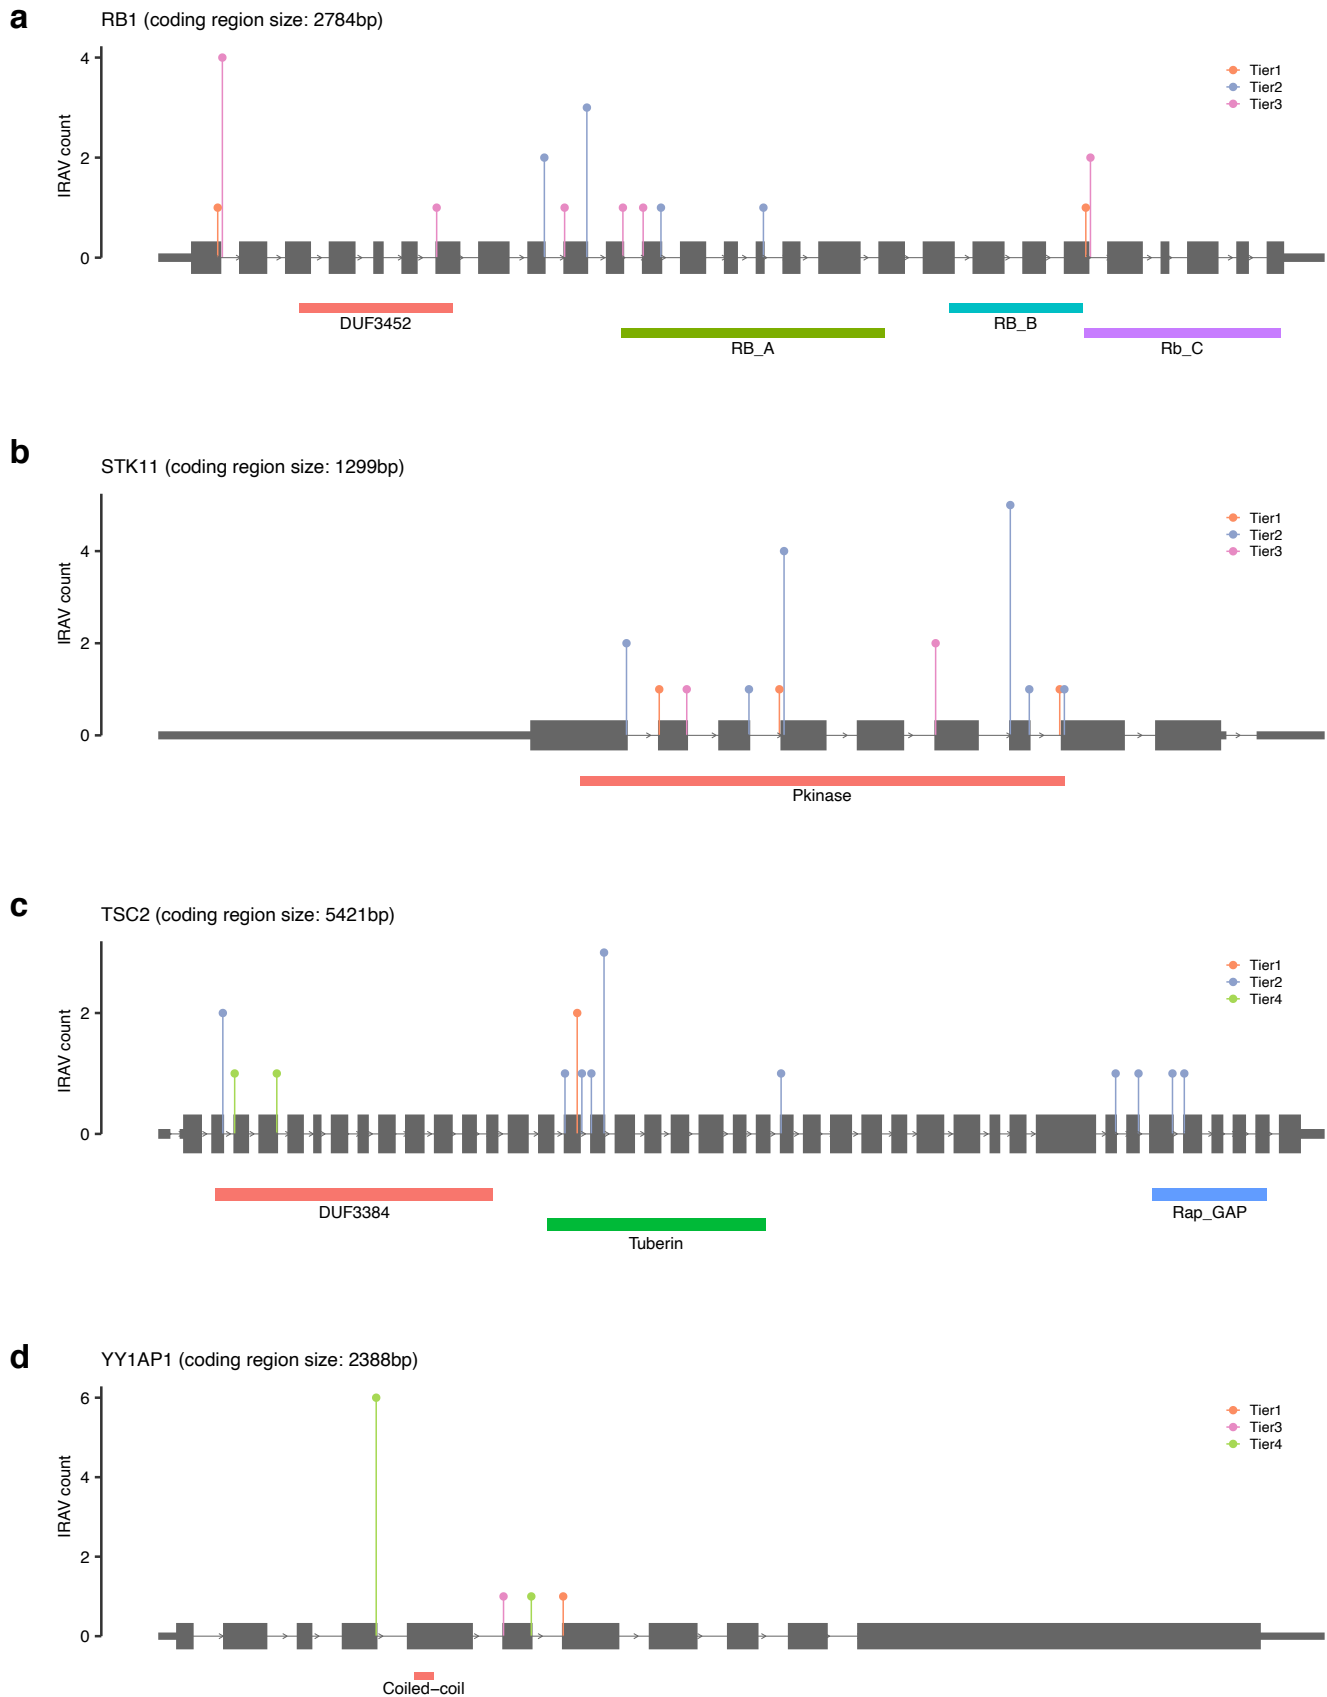 a
RB1 (coding region size: 2784bp)
4
2
0
IRAV count
Tier1
Tier2
Tier3
DUF3452
RB_A
RB_B
Rb_C
b
STK11 (coding region size: 1299bp)
4
2
0
IRAV count
Tier1
Tier2
Tier3
Pkinase
c
TSC2 (coding region size: 5421bp)
2
0
IRAV count
Tier1
Tier2
Tier4
DUF3384
Tuberin
Rap_GAP
d
YY1AP1 (coding region size: 2388bp)
6
4
2
0
IRAV count
Tier1
Tier3
Tier4
Coiled−coil